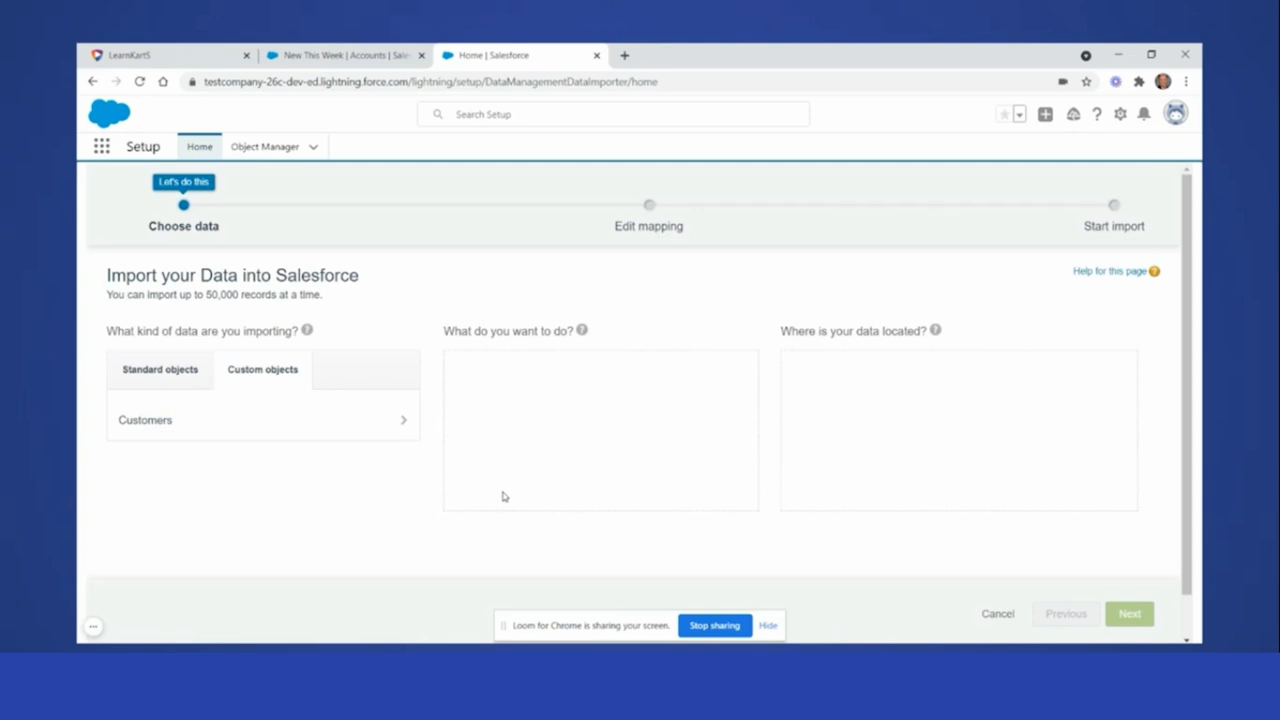 LearnKartS
New This Week | Accounts | Sale
Home | Salesforce
testcompany-26c-dev-ed.lightning.force.com/lightning/setup/DataManagementDataImporter/home
Search Setup
Setup
Home
Object Manager
Let's do this
Choose data
Edit mapping
Start import
Import your Data into Salesforce
Help for this page
You can import up to 50,000 records at a time.
What kind of data are you importing?
What do you want to do?
Where is your data located?
Standard objects
Custom objects
Customers
Cancel
Previous
Next
Loom for Chrome is sharing your screen.
Stop sharing
Hide